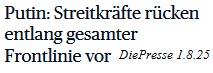 Putin: Streitkräfte rücken
entlang gesamter
Frontlinie vor DiePresse 1.8.25